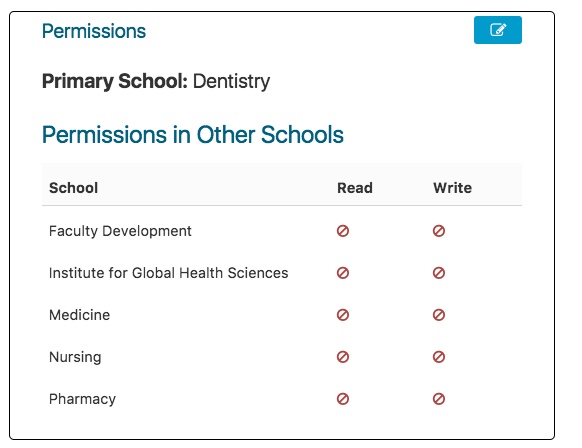 Permissions
Primary School: Dentistry
Permissions in Other Schools
School Read Write
Faculty Development
Institute for Global Health Sciences
Medicine
Nursing
Pharmacy